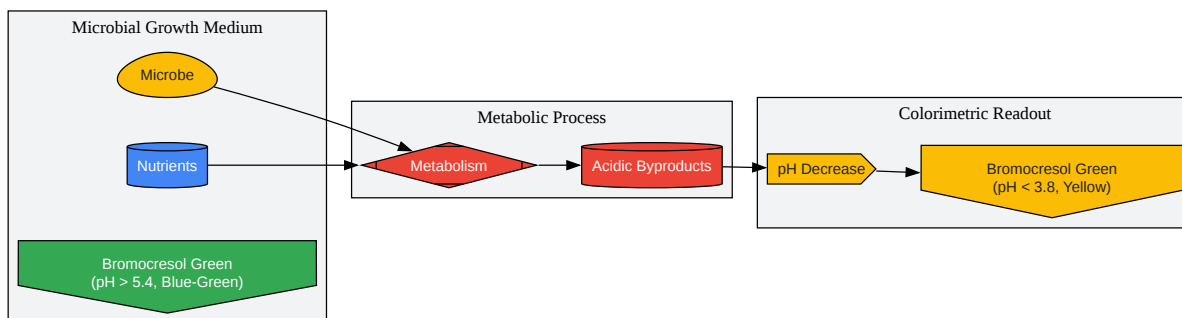 Microbial Growth Medium
Microbe
Nutrients
Bromocresol Green
(pH > 5.4, Blue-Green)
Metabolic Process
Metabolism
Acidic Byproducts
Colorimetric Readout
pH Decrease
Bromocresol Green
(pH < 3.8, Yellow)